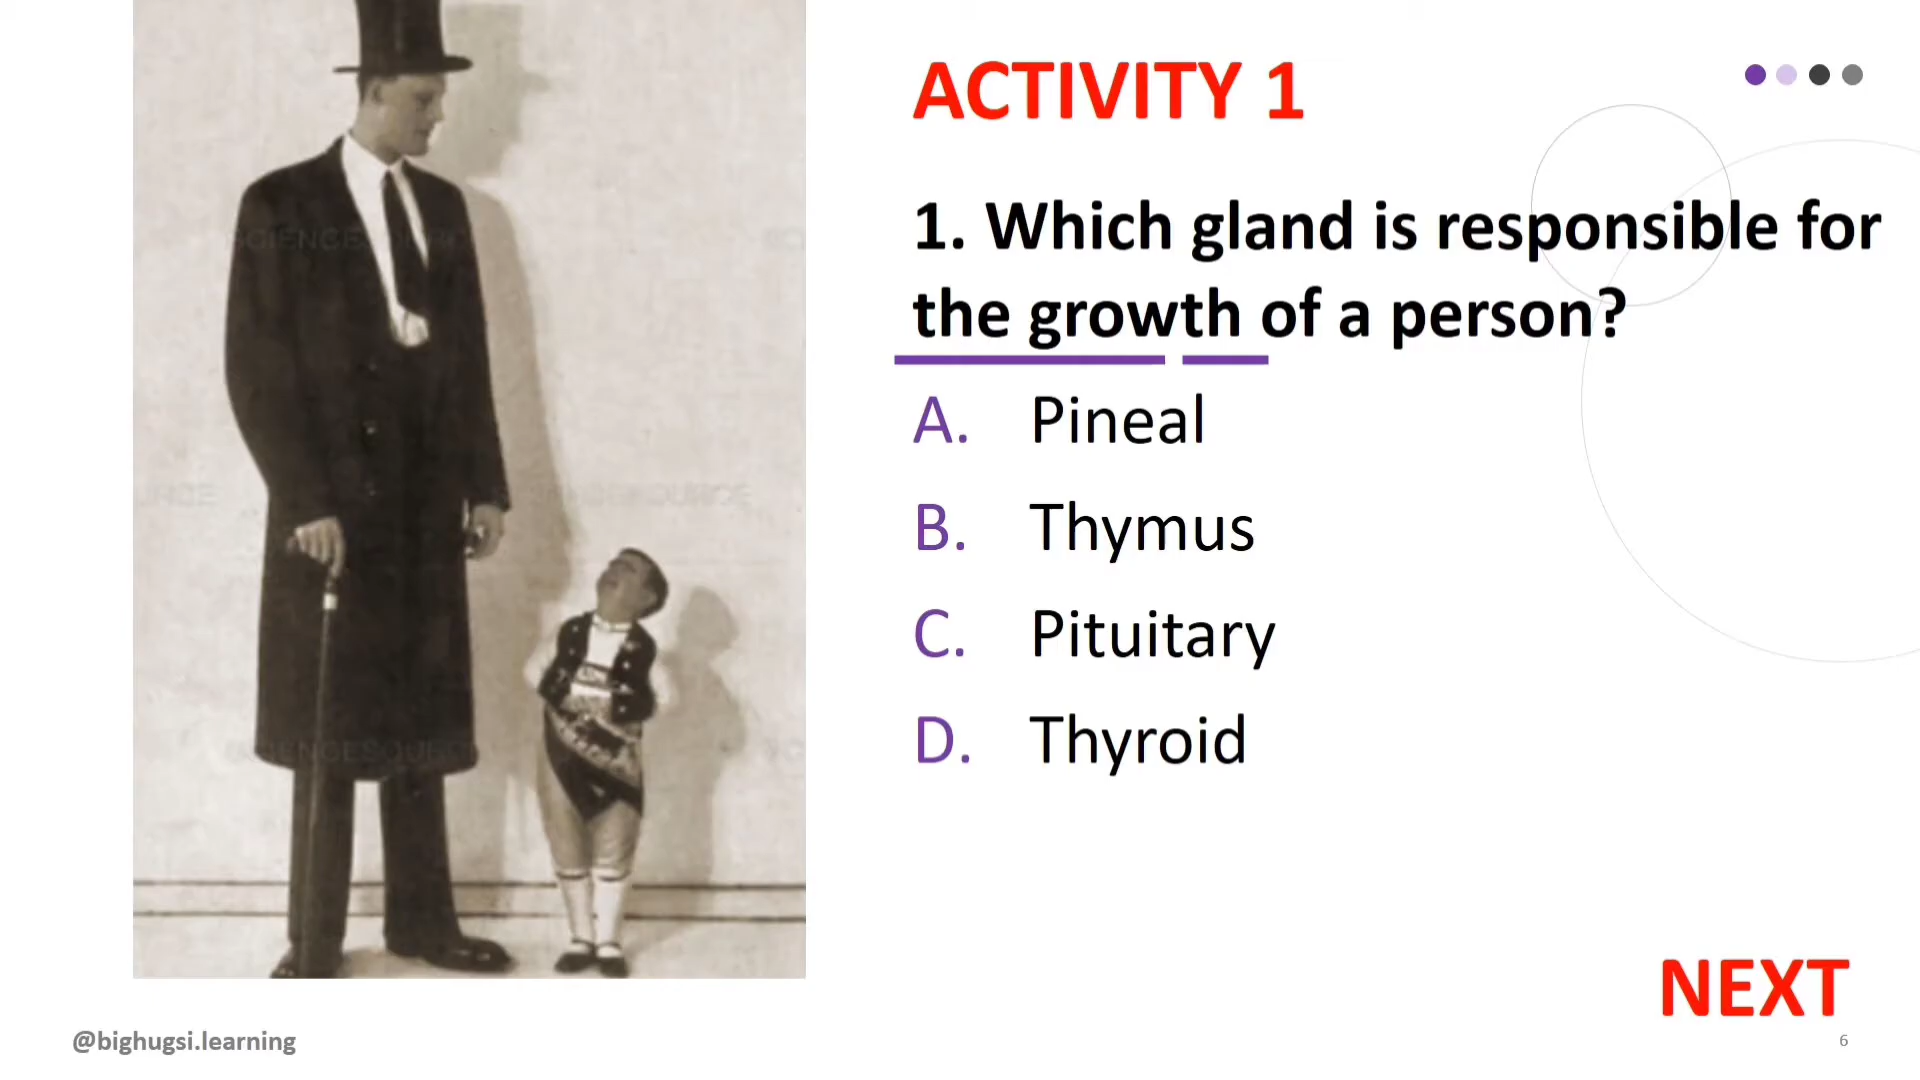 ACTIVITY 1
1. Which gland is responsible for
the growth of a person?
A. Pineal
B. Thymus
C. Pituitary
D. Thyroid
NEXT
@bighugsi.learning
6